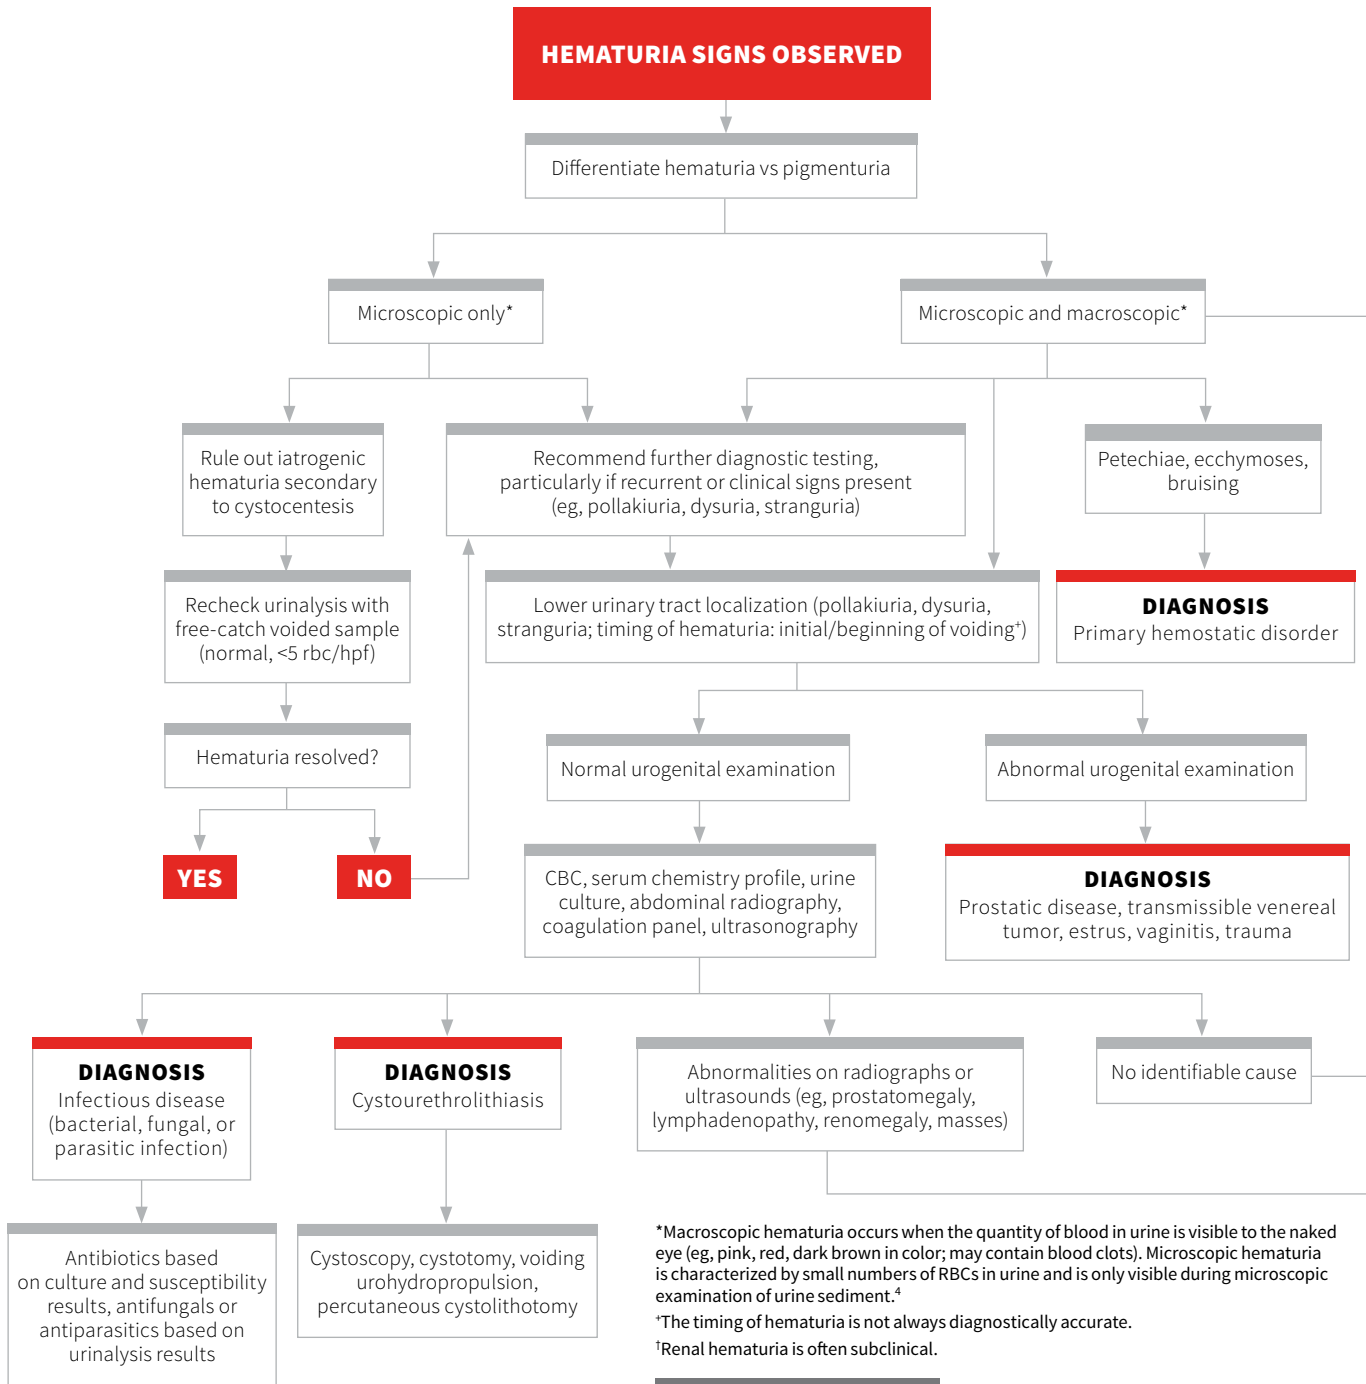 HEMATURIA SIGNS OBSERVED
Differentiate hematuria vs pigmenturia
Microscopic only*
Microscopic and macroscopic*
Rule out iatrogenic
hematuria secondary
to cystocentesis
Recommend further diagnostic testing,
particularly if recurrent or clinical signs present
(eg, pollakiuria, dysuria, stranguria)
Petechiae, ecchymoses,
bruising
Recheck urinalysis with
free-catch voided sample
(normal, <5 rbc/hpf)
Lower urinary tract localization (pollakiuria, dysuria,
stranguria; timing of hematuria: initial/beginning of voiding⁺)
DIAGNOSIS
Primary hemostatic disorder
Hematuria resolved?
Normal urogenital examination
Abnormal urogenital examination
YES
NO
CBC, serum chemistry profile, urine
culture, abdominal radiography,
coagulation panel, ultrasonography
DIAGNOSIS
Prostatic disease, transmissible venereal
tumor, estrus, vaginitis, trauma
DIAGNOSIS
Infectious disease
(bacterial, fungal, or
parasitic infection)
DIAGNOSIS
Cystourethrolithiasis
Abnormalities on radiographs or
ultrasounds (eg, prostatomegaly,
lymphadenopathy, renomegaly, masses)
No identifiable cause
Antibiotics based
on culture and susceptibility
results, antifungals or
antiparasitics based on
urinalysis results
Cystoscopy, cystotomy, voiding
urohydropropulsion,
percutaneous cystolithotomy
*Macroscopic hematuria occurs when the quantity of blood in urine is visible to the naked
eye (eg, pink, red, dark brown in color; may contain blood clots). Microscopic hematuria
is characterized by small numbers of RBCs in urine and is only visible during microscopic
examination of urine sediment.⁴
⁺The timing of hematuria is not always diagnostically accurate.
†Renal hematuria is often subclinical.